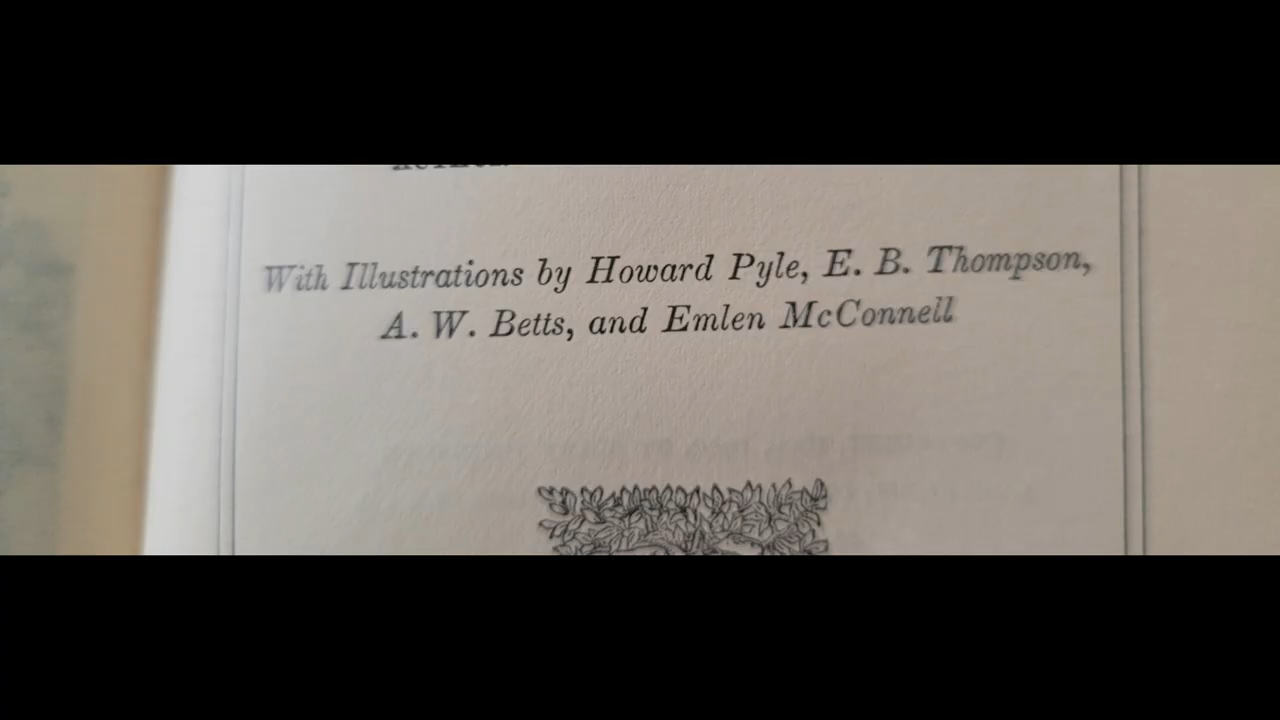 With Illustrations by Howard Pyle, E. B. Thompson,
A. W. Betts, and Emlen McConnell